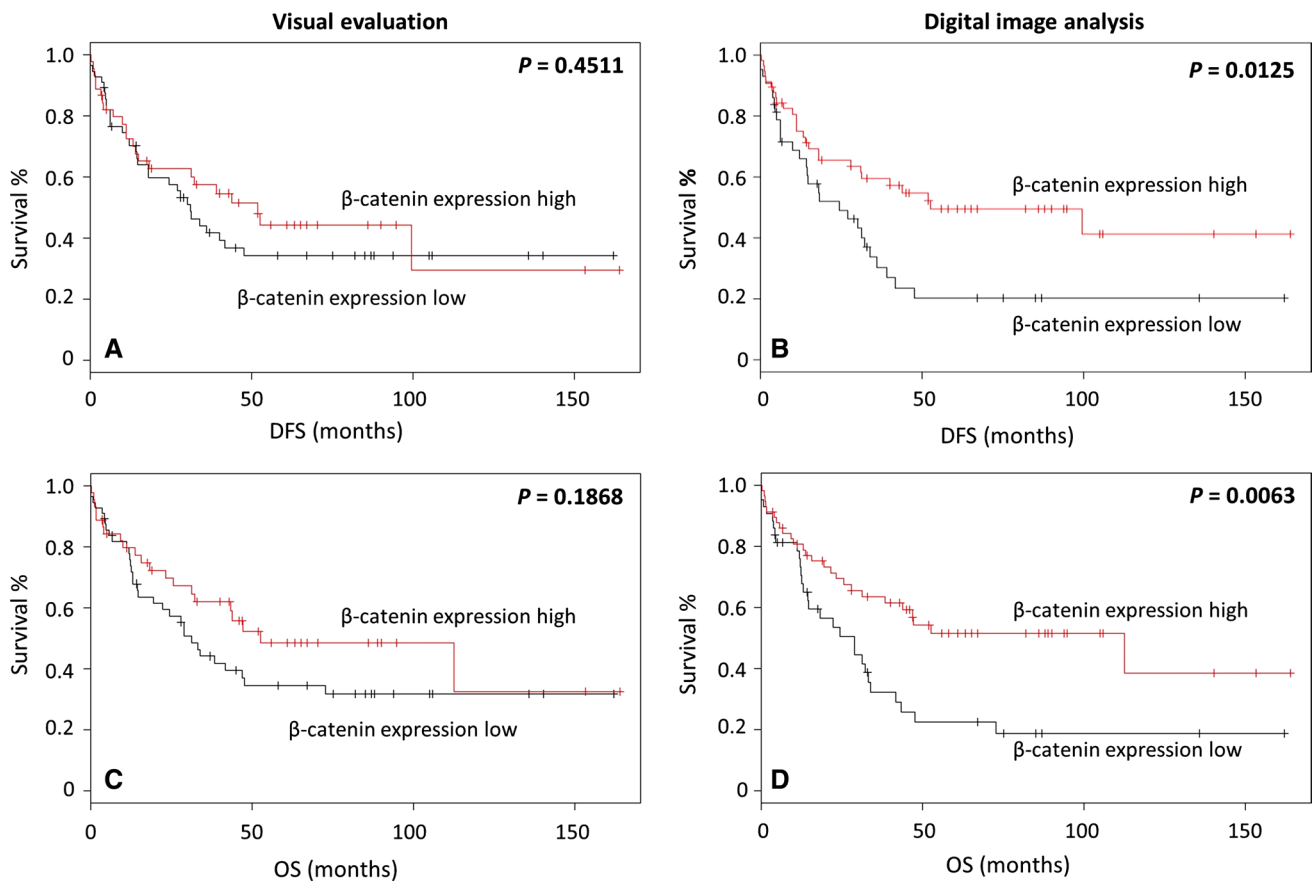 Visual evaluation
Digital image analysis
1.0
0.8
0.6
0.4
0.2
0
Survival %
P = 0.4511
β-catenin expression high
β-catenin expression low
A
0 50 100 150
DFS (months)
1.0
0.8
0.6
0.4
0.2
0
Survival %
P = 0.0125
β-catenin expression high
β-catenin expression low
B
0 50 100 150
DFS (months)
1.0
0.8
0.6
0.4
0.2
0
Survival %
P = 0.1868
β-catenin expression high
β-catenin expression low
C
0 50 100 150
OS (months)
1.0
0.8
0.6
0.4
0.2
0
Survival %
P = 0.0063
β-catenin expression high
β-catenin expression low
D
0 50 100 150
OS (months)